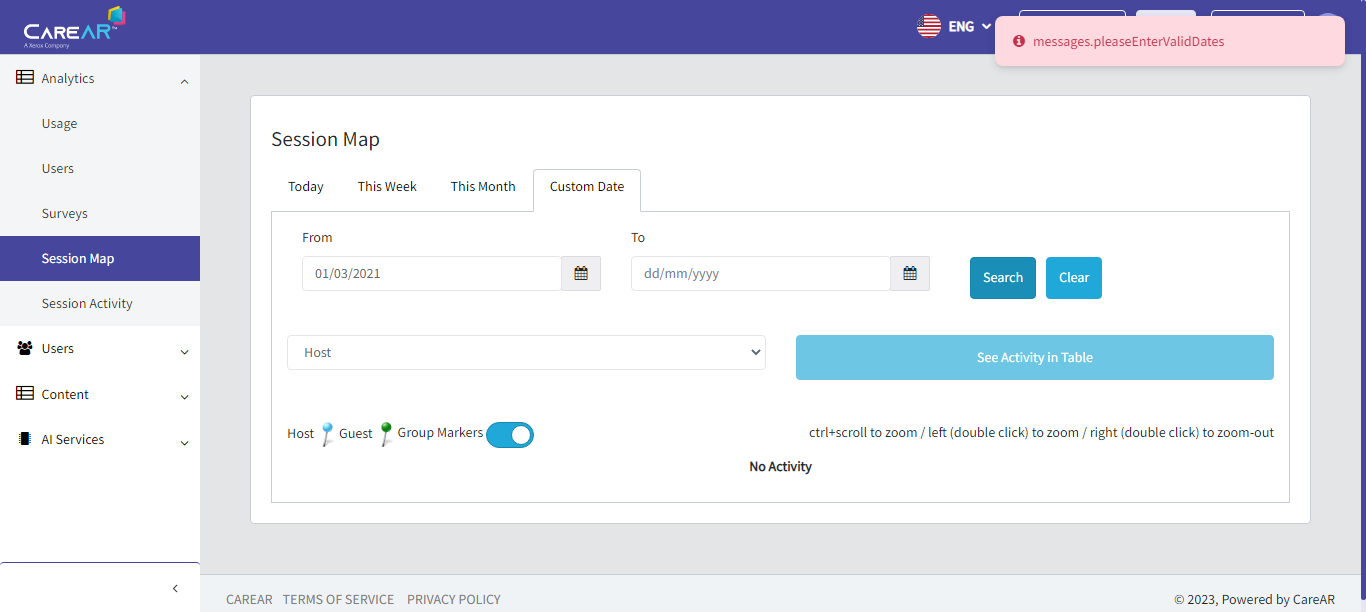 CAREAR™
A Xerox Company
ENG
messages.pleaseEnterValidDates
Analytics
Usage
Users
Surveys
Session Map
Session Activity
Users
Content
AI Services
Session Map
Today This Week This Month Custom Date
From To
01/03/2021 dd/mm/yyyy Search Clear
Host See Activity in Table
Host Guest Group Markers ctrl+scroll to zoom / left (double click) to zoom / right (double click) to zoom-out
No Activity
CAREAR TERMS OF SERVICE PRIVACY POLICY © 2023, Powered by CareAR